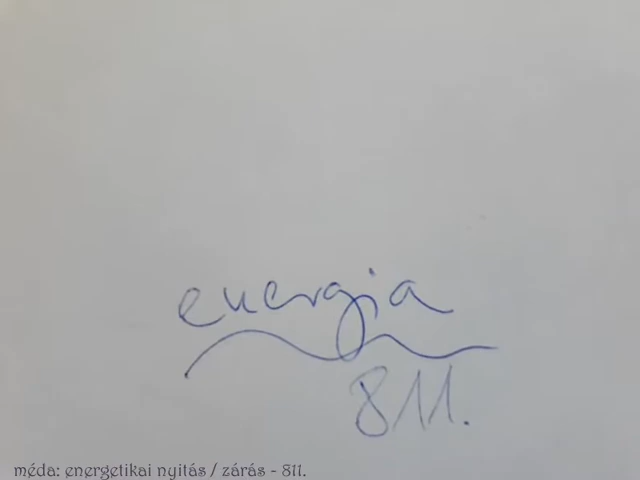 energia
811.
méda: energetikai nyitás / zárás - 811.